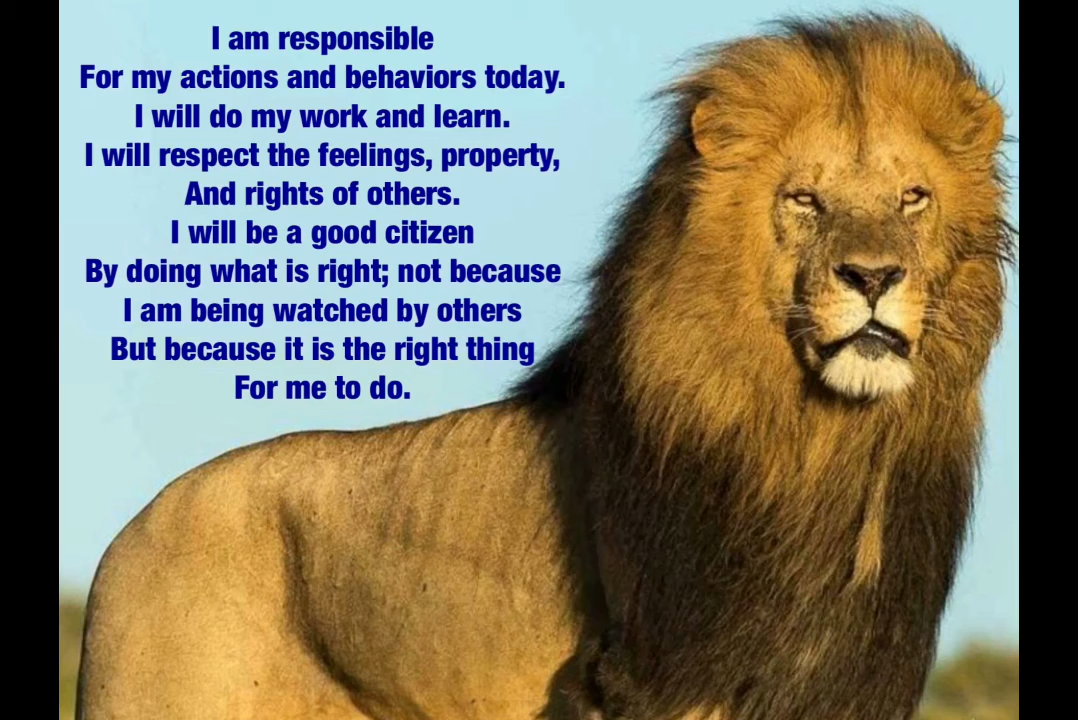 I am responsible
For my actions and behaviors today.
I will do my work and learn.
I will respect the feelings, property,
And rights of others.
I will be a good citizen
By doing what is right; not because
I am being watched by others
But because it is the right thing
For me to do.